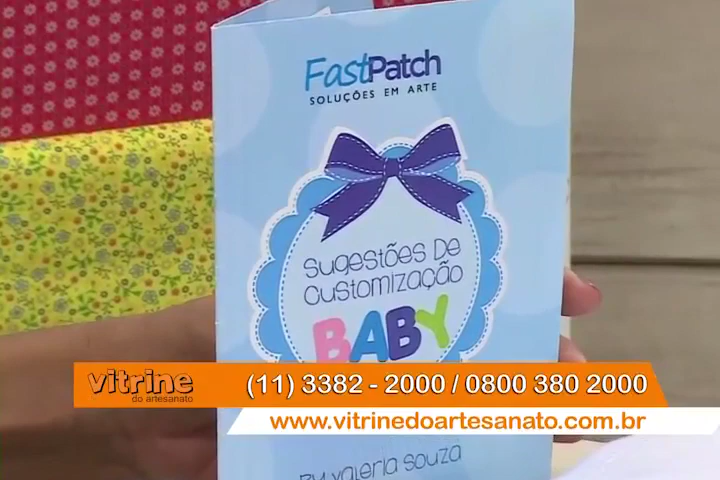 FastPatch
SOLUÇÕES EM ARTE
Sugestões De
Customização
BABY
vitrine
do artesanato
(11) 3382 - 2000 / 0800 380 2000
www.vitrinedoartesanato.com.br
By Valeria Souza